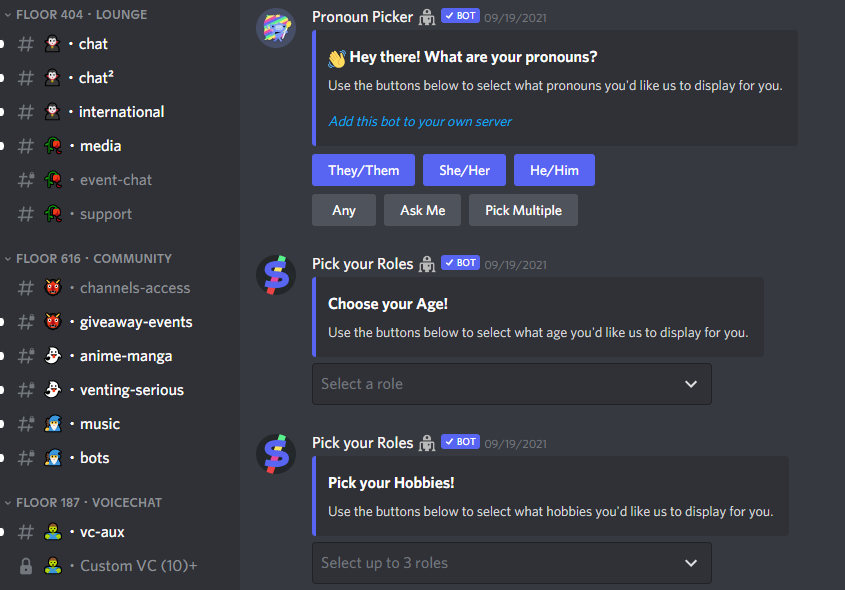 FLOOR 404 · LOUNGE
# 🧛 · chat
# 🧛 · chat²
# 🧛 · international
# 🥀 · media
# 🥀 · event-chat
# 🥀 · support
FLOOR 616 · COMMUNITY
# 👹 · channels-access
# 👹 · giveaway-events
# 👻 · anime-manga
# 👻 · venting-serious
# 🧙 · music
# 🧙 · bots
FLOOR 187 · VOICECHAT
# 🧟 · vc-aux
🧟 · Custom VC (10)+
Pronoun Picker ✓ BOT 09/19/2021
👋 Hey there! What are your pronouns?
Use the buttons below to select what pronouns you'd like us to display for you.
Add this bot to your own server
They/Them She/Her He/Him
Any Ask Me Pick Multiple
Pick your Roles ✓ BOT 09/19/2021
Choose your Age!
Use the buttons below to select what age you'd like us to display for you.
Select a role
Pick your Roles ✓ BOT 09/19/2021
Pick your Hobbies!
Use the buttons below to select what hobbies you'd like us to display for you.
Select up to 3 roles